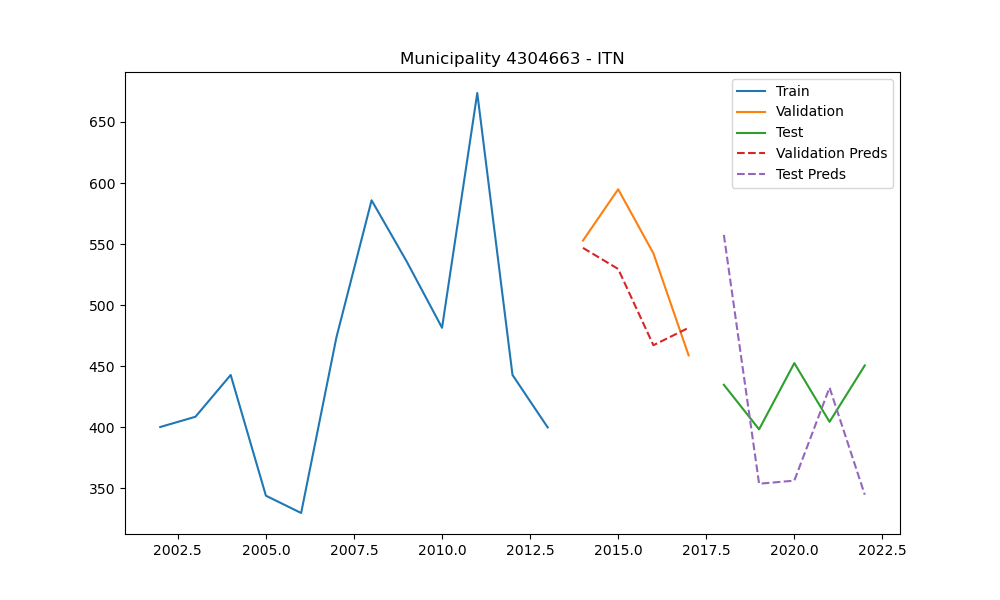 Municipality 4304663 - ITN
Train
Validation
Test
Validation Preds
Test Preds
650
600
550
500
450
400
350
2002.5 2005.0 2007.5 2010.0 2012.5 2015.0 2017.5 2020.0 2022.5